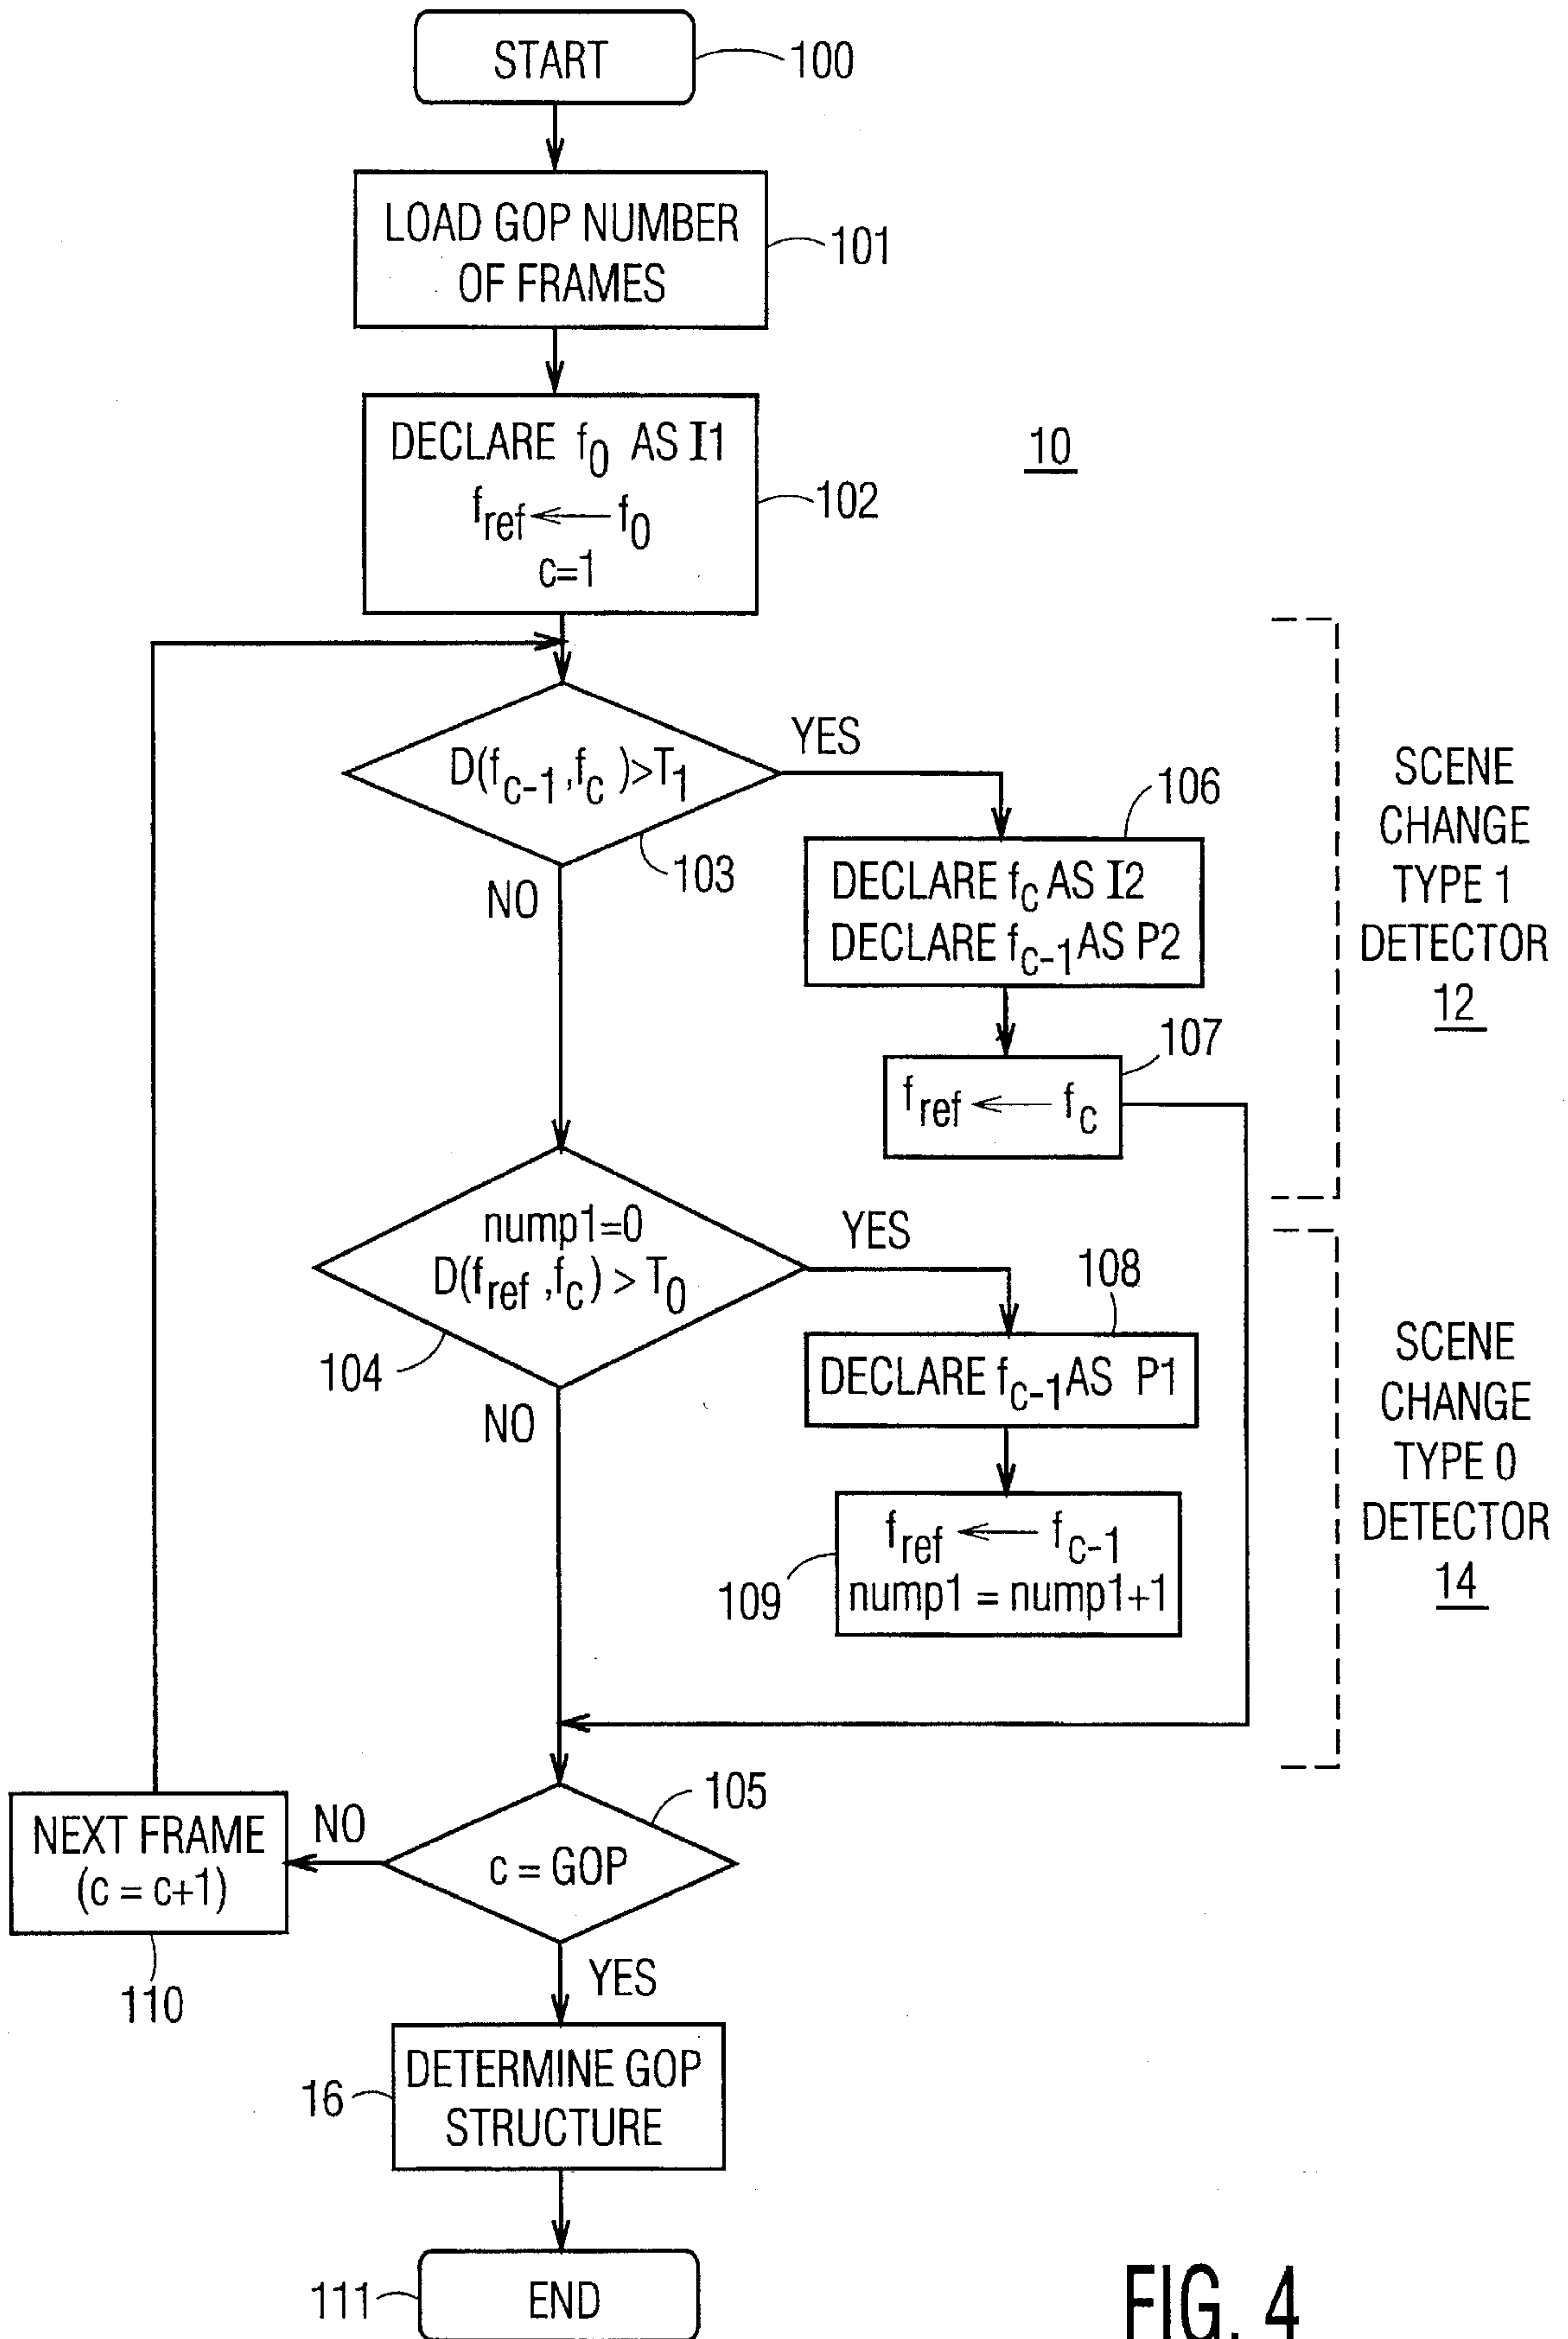 START
100
LOAD GOP NUMBER
OF FRAMES
101
DECLARE f0 AS I1
fref ← f0
c=1
102
10
D(fc-1,fc)>T1
YES
NO
103
106
DECLARE fc AS I2
DECLARE fc-1 AS P2
107
fref ← fc
SCENE
CHANGE
TYPE 1
DETECTOR
12
nump1=0
D(fref,fc) > T0
YES
NO
104
108
DECLARE fc-1 AS P1
fref ← fc-1
nump1 = nump1+1
109
SCENE
CHANGE
TYPE 0
DETECTOR
14
105
c = GOP
NO
NEXT FRAME
(c = c+1)
110
YES
DETERMINE GOP
STRUCTURE
16
END
111
FIG. 4